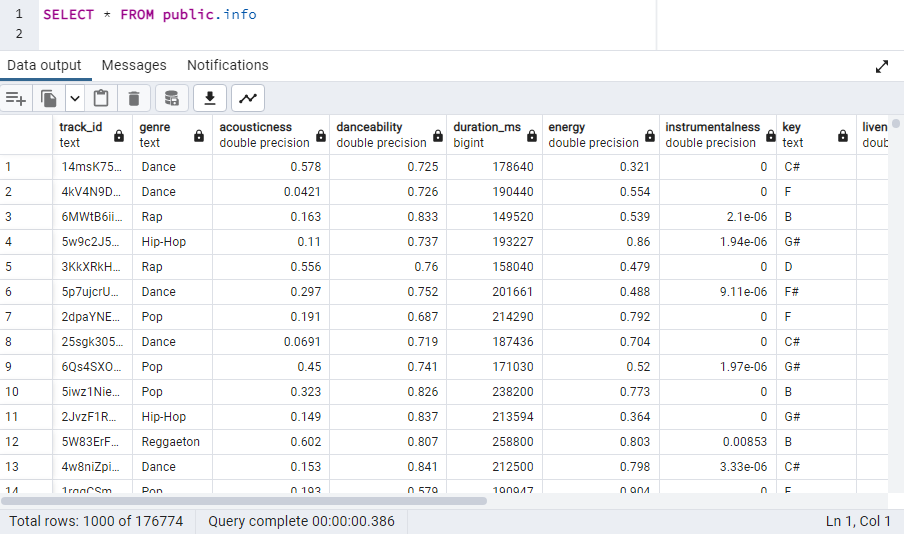 1 SELECT * FROM public.info
2
Data output Messages Notifications
track_id genre acousticness danceability duration_ms energy instrumentalness key liven
text text double precision double precision bigint double precision double precision text doub
1 14msK75... Dance 0.578 0.725 178640 0.321 0 C#
2 4kV4N9D... Dance 0.0421 0.726 190440 0.554 0 F
3 6MWtB6ii... Rap 0.163 0.833 149520 0.539 2.1e-06 B
4 5w9c2J5... Hip-Hop 0.11 0.737 193227 0.86 1.94e-06 G#
5 3KkXRkH... Rap 0.556 0.76 158040 0.479 0 D
6 5p7ujcrU... Dance 0.297 0.752 201661 0.488 9.11e-06 F#
7 2dpaYNE... Pop 0.191 0.687 214290 0.792 0 F
8 25sgk305... Dance 0.0691 0.719 187436 0.704 0 C#
9 6Qs4SXO... Pop 0.45 0.741 171030 0.52 1.97e-06 G#
10 5iwz1Nie... Pop 0.323 0.826 238200 0.773 0 B
11 2JvzF1R... Hip-Hop 0.149 0.837 213594 0.364 0 G#
12 5W83ErF... Reggaeton 0.602 0.807 258800 0.803 0.00853 B
13 4w8niZpi... Dance 0.153 0.841 212500 0.798 3.33e-06 C#
14 Pop 0.193 0.579 190947 0.904 0
Total rows: 1000 of 176774 Query complete 00:00:00.386 Ln 1, Col 1